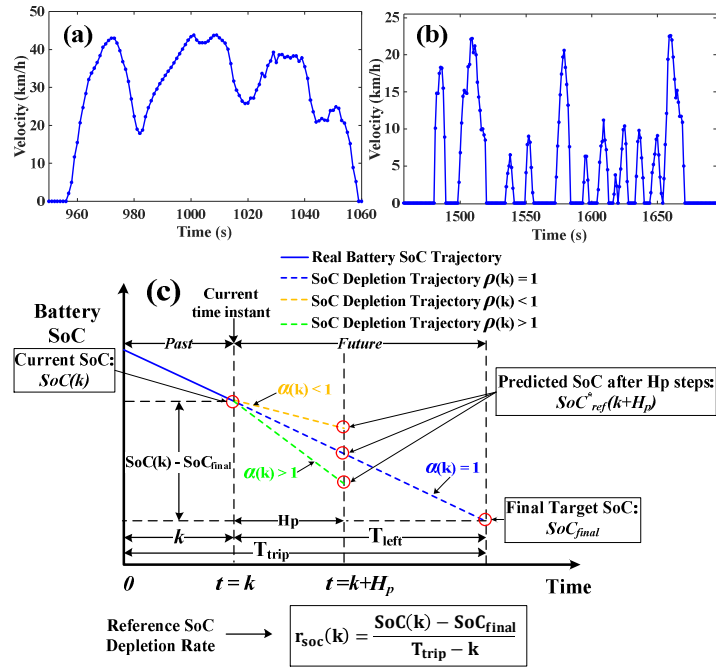 (a)
Velocity (km/h)
50
40
30
20
10
0
960
980
1000
1020
1040
1060
Time (s)
(b)
Velocity (km/h)
25
20
15
10
5
0
1500
1550
1600
1650
Time (s)
Real Battery SoC Trajectory
SoC Depletion Trajectory ρ(k) = 1
SoC Depletion Trajectory ρ(k) < 1
SoC Depletion Trajectory ρ(k) > 1
(c)
Battery
SoC
Current
time instant
Past
Future
Current SoC:
SoC(k)
α(k) < 1
Predicted SoC after Hp steps:
SoC*ref(k+Hp)
SoC(k) - SoCfinal
α(k) > 1
α(k) = 1
Hp
Final Target SoC:
SoCfinal
k
Tleft
Ttrip
0
t = k
t=k+Hp
Time
Reference SoC
Depletion Rate
rsoc(k) = SoC(k) − SoCfinal / Ttrip − k